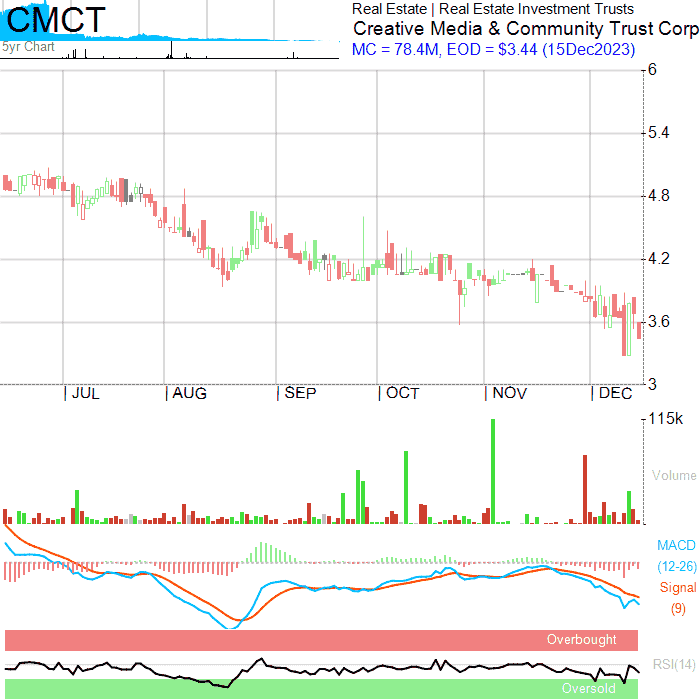 CMCT
5yr Chart
Real Estate | Real Estate Investment Trusts
Creative Media & Community Trust Corp
MC = 78.4M, EOD = $3.44 (15Dec2023)
6
5.4
4.8
4.2
3.6
3
JUL AUG SEP OCT NOV DEC
115k
Volume
MACD
(12-26)
Signal
(9)
Overbought
RSI(14)
Oversold